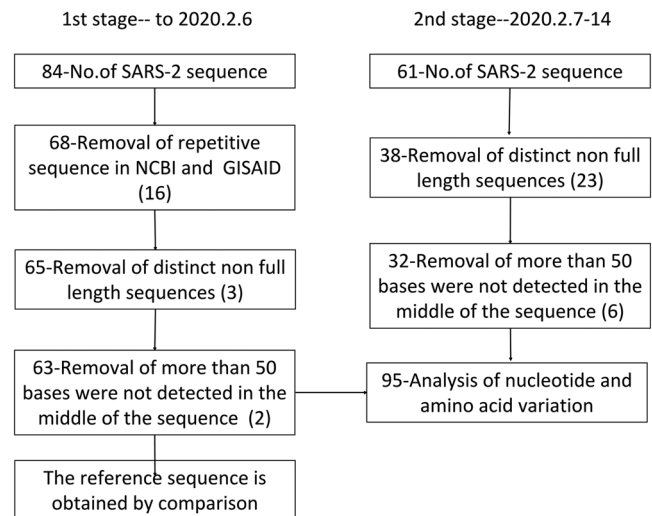 1st stage-- to 2020.2.6
84-No.of SARS-2 sequence
68-Removal of repetitive
sequence in NCBI and GISAID
(16)
65-Removal of distinct non full
length sequences (3)
63-Removal of more than 50
bases were not detected in the
middle of the sequence (2)
The reference sequence is
obtained by comparison
2nd stage--2020.2.7-14
61-No.of SARS-2 sequence
38-Removal of distinct non full
length sequences (23)
32-Removal of more than 50
bases were not detected in the
middle of the sequence (6)
95-Analysis of nucleotide and
amino acid variation